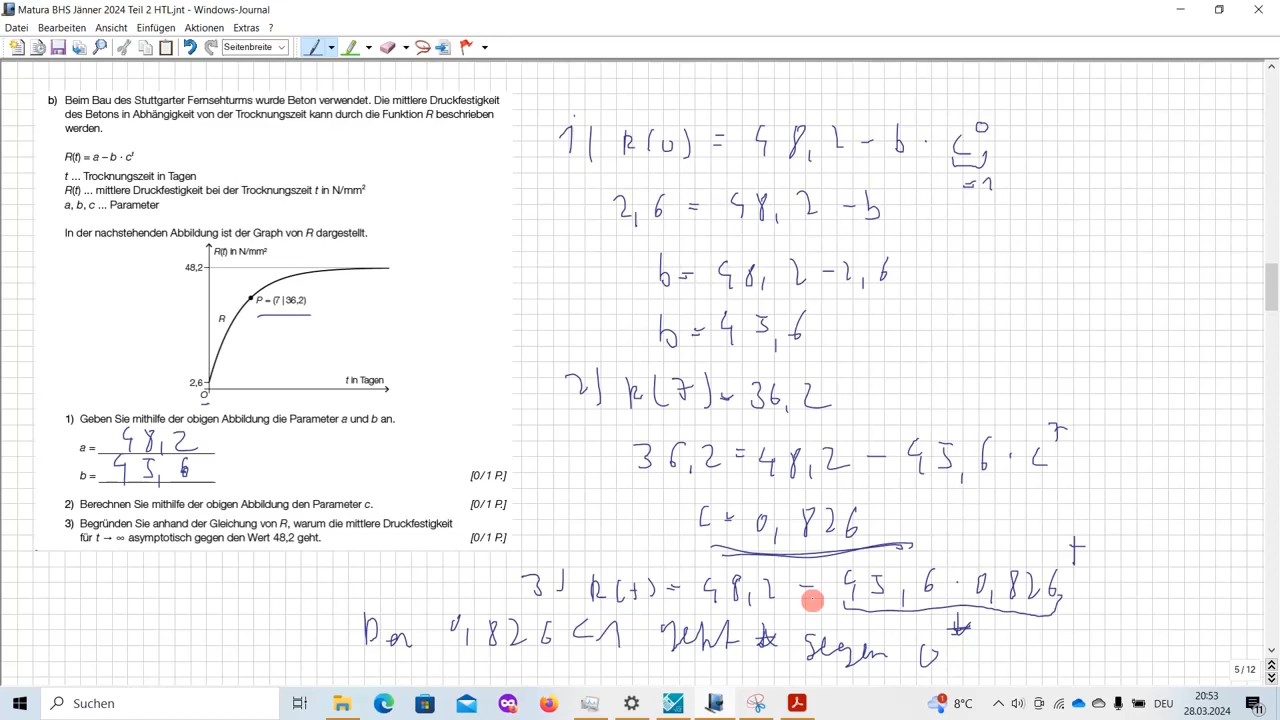 Matura BHS Jänner 2024 Teil 2 HTL.jnt - Windows-Journal
Datei Bearbeiten Ansicht Einfügen Aktionen Extras ?
Seitenbreite
b) Beim Bau des Stuttgarter Fernsehturms wurde Beton verwendet. Die mittlere Druckfestigkeit
des Betons in Abhängigkeit von der Trocknungszeit kann durch die Funktion R beschrieben
werden.
R(t) = a – b · cᵗ
t ... Trocknungszeit in Tagen
R(t) ... mittlere Druckfestigkeit bei der Trocknungszeit t in N/mm²
a, b, c ... Parameter
In der nachstehenden Abbildung ist der Graph von R dargestellt.
R(t) in N/mm²
48,2
P = (7 | 36,2)
R
t in Tagen
2,6
O
1) Geben Sie mithilfe der obigen Abbildung die Parameter a und b an.
a = 48,2
b = 45,6 [0/1 P.]
2) Berechnen Sie mithilfe der obigen Abbildung den Parameter c. [0/1 P.]
3) Begründen Sie anhand der Gleichung von R, warum die mittlere Druckfestigkeit
für t → ∞ asymptotisch gegen den Wert 48,2 geht. [0/1 P.]
1) R(0) = 48,2 - b · c⁰
= 1
2,6 = 48,2 - b
b = 48,2 - 2,6
b = 45,6
2) R(7) = 36,2
36,2 = 48,2 - 45,6 · c⁷
c = 0,826
3) R(t) = 48,2 - 45,6 · 0,826ᵗ
Da 0,826 < 1 geht * gegen 0 *
5 / 12
Suchen
8°C
DEU
20:53
28.03.2024
11